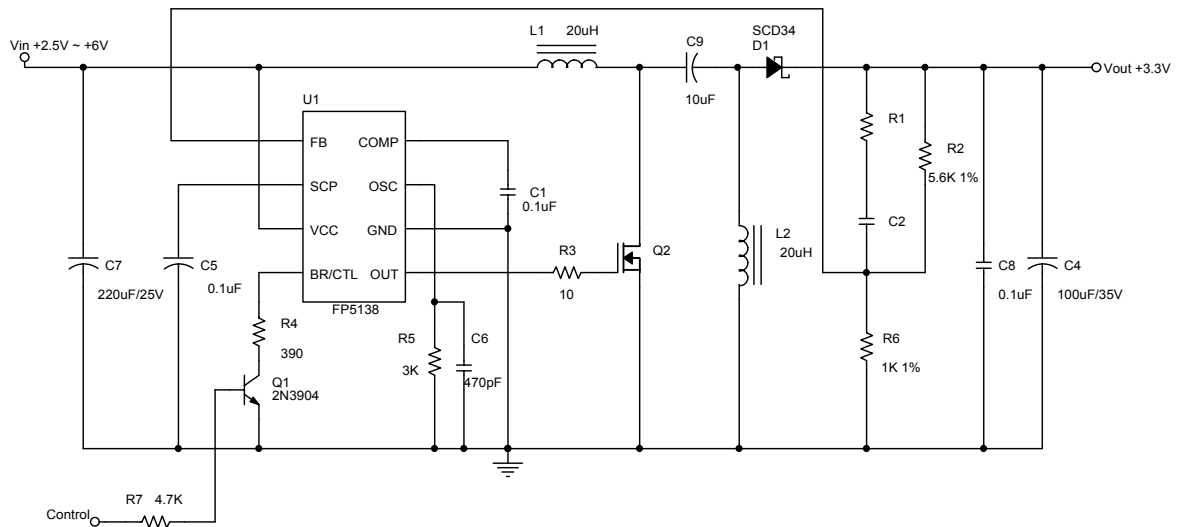 L1 20uH
SCD34
D1
C9
10uF
Vin +2.5V ~ +6V
Vout +3.3V
U1
FB
COMP
SCP
OSC
VCC
GND
BR/CTL
OUT
FP5138
C1
0.1uF
R1
R2
5.6K 1%
C2
R3
10
Q2
L2
20uH
C7
220uF/25V
C5
0.1uF
C8
0.1uF
C4
100uF/35V
R4
390
R5
3K
C6
470pF
R6
1K 1%
Q1
2N3904
R7 4.7K
Control